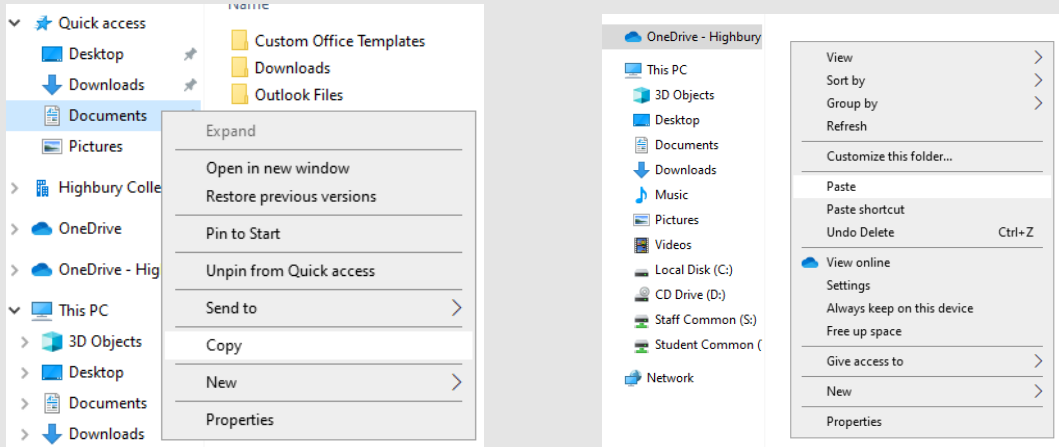 Name
Quick access
Desktop
Downloads
Documents
Pictures
Highbury Colle
OneDrive
OneDrive - Hig
This PC
3D Objects
Desktop
Documents
Downloads
Custom Office Templates
Downloads
Outlook Files
Expand
Open in new window
Restore previous versions
Pin to Start
Unpin from Quick access
Send to
Copy
New
Properties
OneDrive - Highbury
This PC
3D Objects
Desktop
Documents
Downloads
Music
Pictures
Videos
Local Disk (C:)
CD Drive (D:)
Staff Common (S:)
Student Common (
Network
View
Sort by
Group by
Refresh
Customize this folder...
Paste
Paste shortcut
Undo Delete Ctrl+Z
View online
Settings
Always keep on this device
Free up space
Give access to
New
Properties